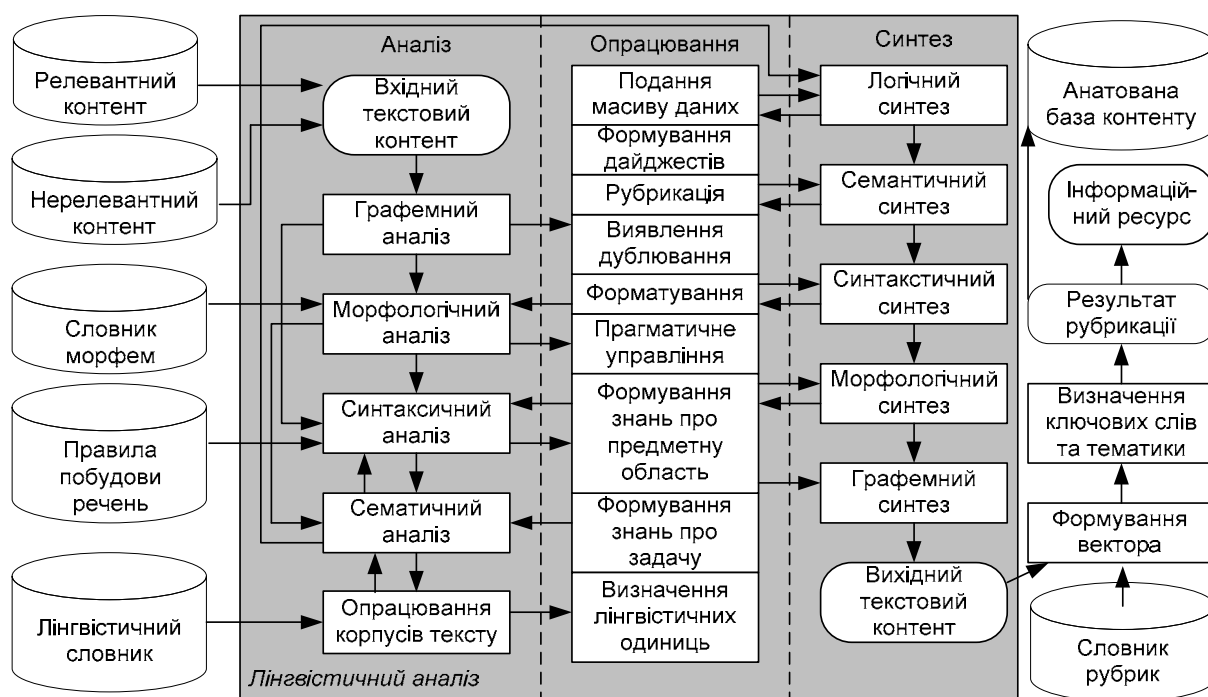 Релевантний
контент
Нерелевантний
контент
Словник
морфем
Правила
побудови
речень
Лінгвістичний
словник
Аналіз
Вхідний
текстовий
контент
Графемний
аналіз
Морфологічний
аналіз
Синтаксичний
аналіз
Сематичний
аналіз
Опрацювання
корпусів тексту
Лінгвістичний аналіз
Опрацювання
Подання
масиву даних
Формування
дайджестів
Рубрикація
Виявлення
дублювання
Форматування
Прагматичне
управління
Формування
знань про
предметну
область
Формування
знань про
задачу
Визначення
лінгвістичних
одиниць
Синтез
Логічний
синтез
Семантичний
синтез
Синтакстичний
синтез
Морфологічний
синтез
Графемний
синтез
Вихідний
текстовий
контент
Анатована
база контенту
Інформацій-
ний ресурс
Результат
рубрикації
Визначення
ключових слів
та тематики
Формування
вектора
Словник
рубрик